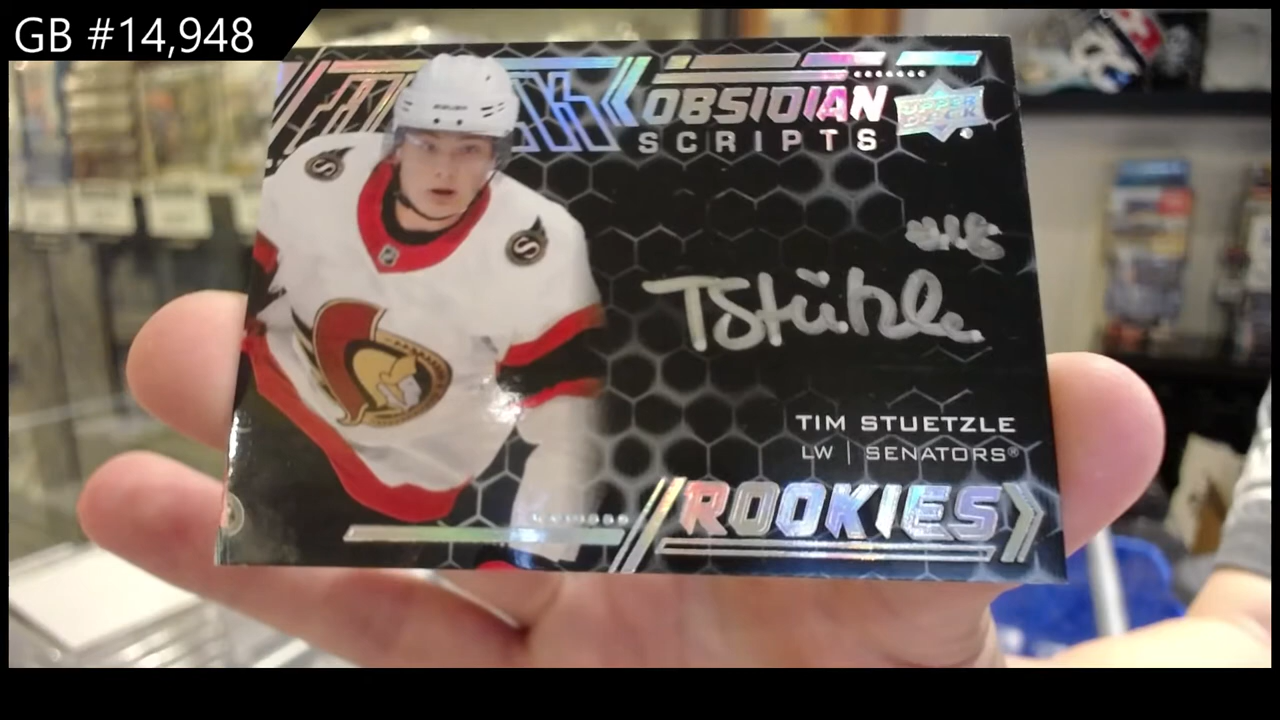 GB #14,948
OBSIDIAN
SCRIPTS
UPPER
DECK
#18
TStützle
TIM STUETZLE
LW | SENATORS®
ROOKIES